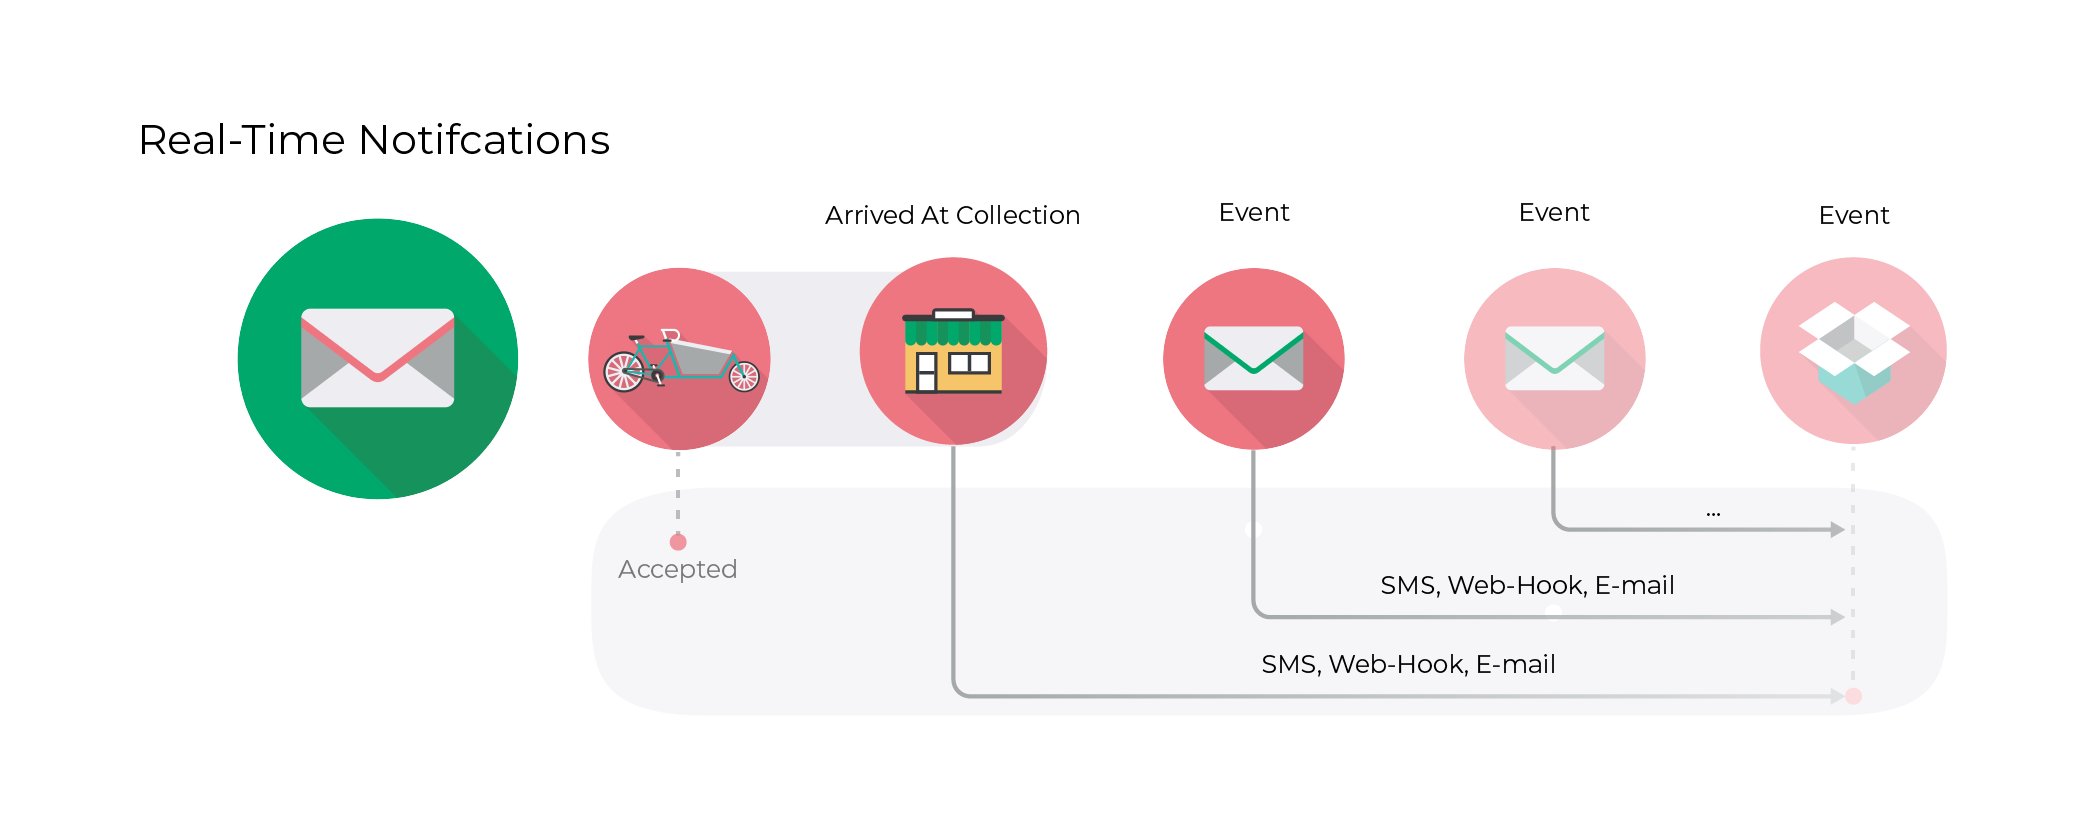 Real-Time Notifcations
Arrived At Collection
Event
Event
Event
...
Accepted
SMS, Web-Hook, E-mail
SMS, Web-Hook, E-mail